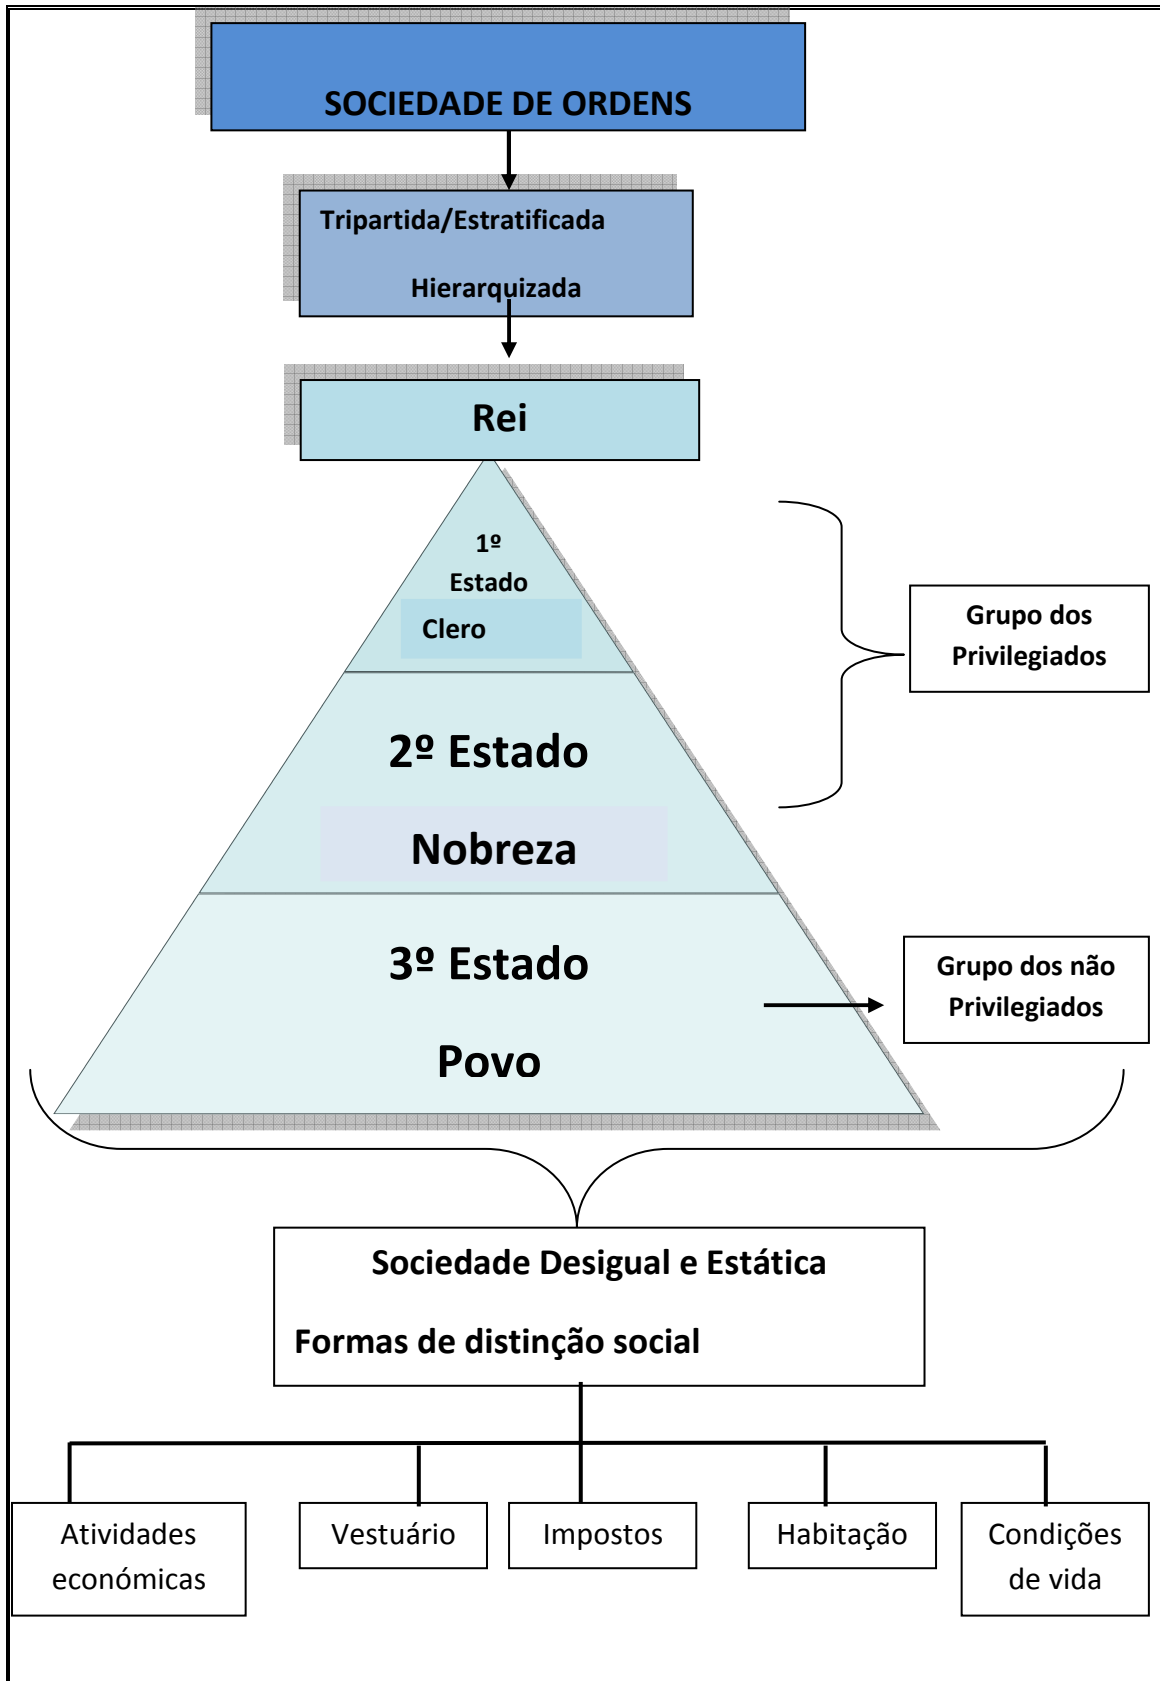 SOCIEDADE DE ORDENS
Tripartida/Estratificada
Hierarquizada
Rei
1º
Estado
Clero
Grupo dos
Privilegiados
2º Estado
Nobreza
3º Estado
Povo
Grupo dos não
Privilegiados
Sociedade Desigual e Estática
Formas de distinção social
Atividades
económicas
Vestuário
Impostos
Habitação
Condições
de vida